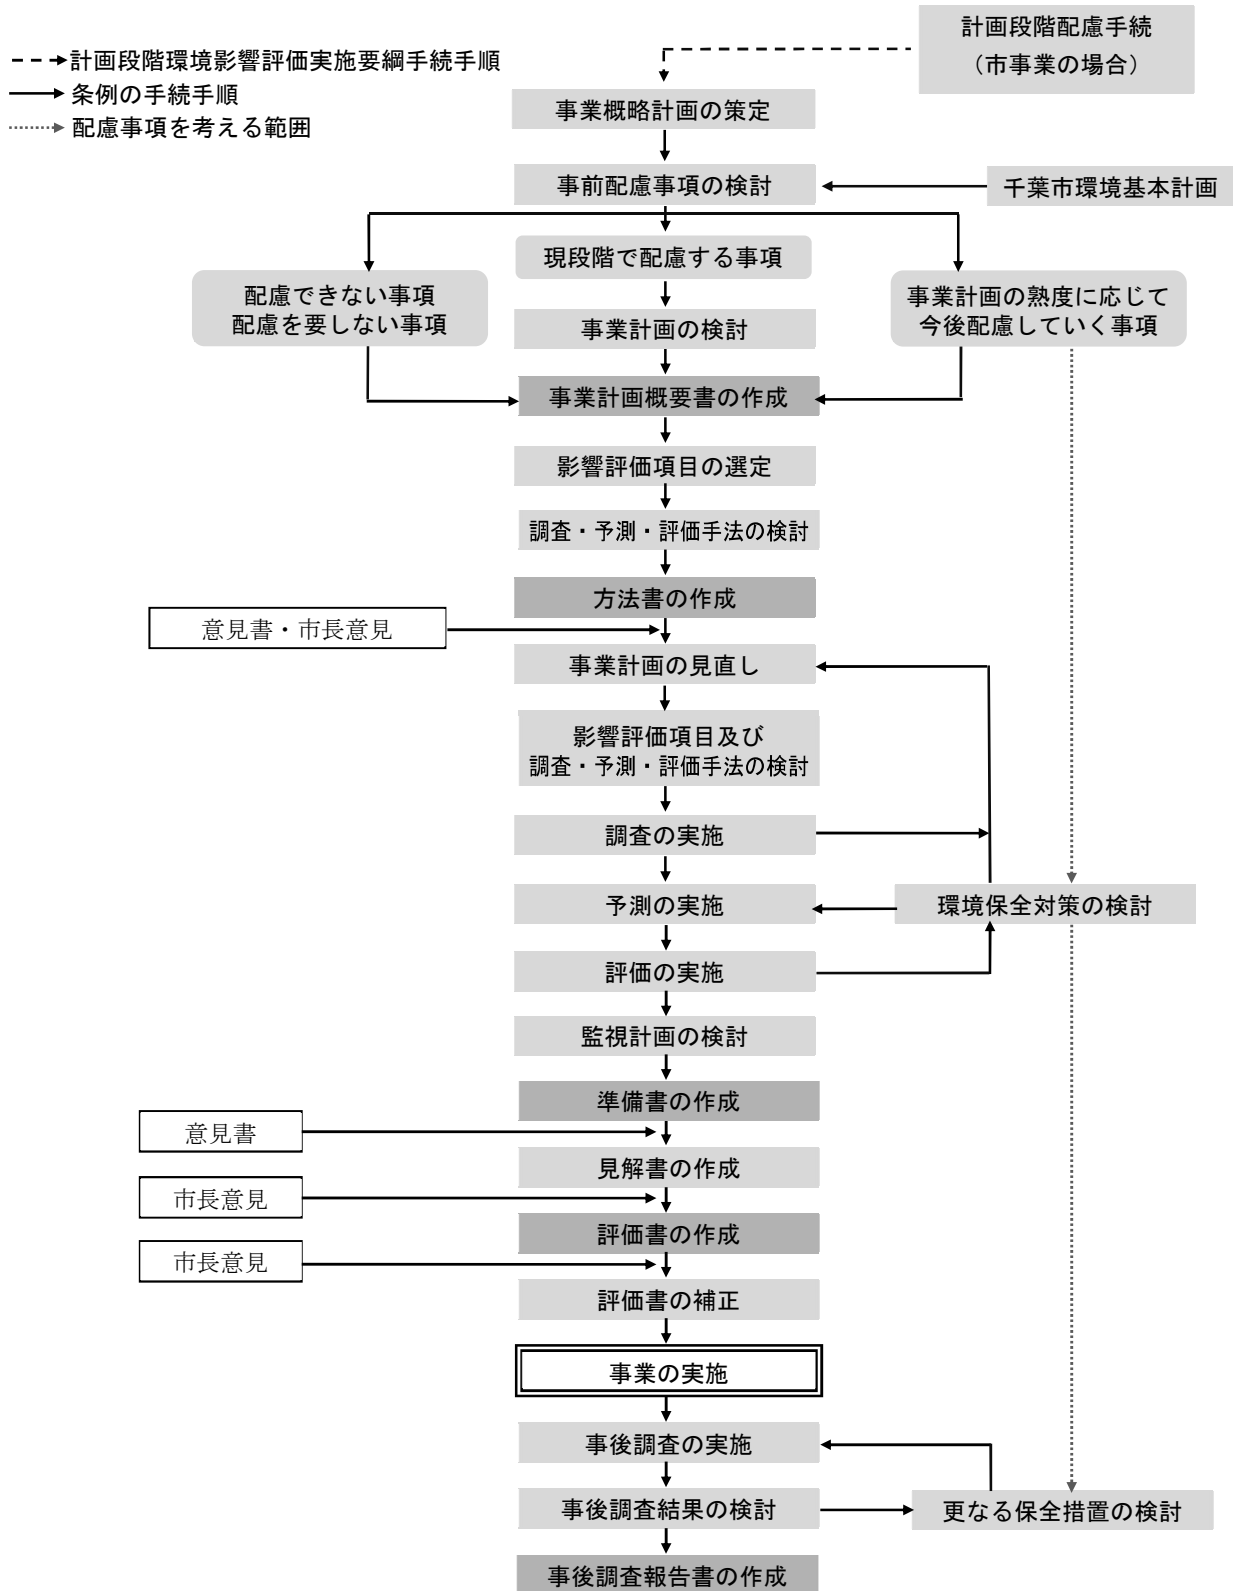 計画段階配慮手続
（市事業の場合）
計画段階環境影響評価実施要綱手続手順
条例の手続手順
配慮事項を考える範囲
事業概略計画の策定
事前配慮事項の検討
千葉市環境基本計画
現段階で配慮する事項
配慮できない事項
配慮を要しない事項
事業計画の熟度に応じて
今後配慮していく事項
事業計画の検討
事業計画概要書の作成
影響評価項目の選定
調査・予測・評価手法の検討
方法書の作成
意見書・市長意見
事業計画の見直し
影響評価項目及び
調査・予測・評価手法の検討
調査の実施
予測の実施
環境保全対策の検討
評価の実施
監視計画の検討
準備書の作成
意見書
見解書の作成
市長意見
評価書の作成
市長意見
評価書の補正
事業の実施
事後調査の実施
事後調査結果の検討
更なる保全措置の検討
事後調査報告書の作成